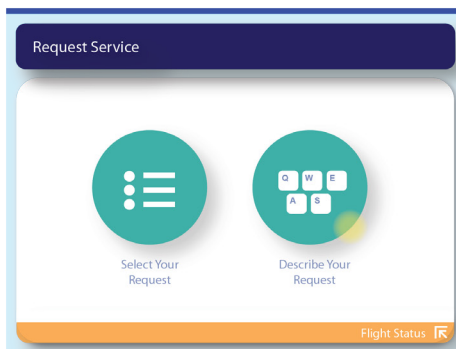 Request Service
Q W E
A S
Select Your
Request
Describe Your
Request
Flight Status